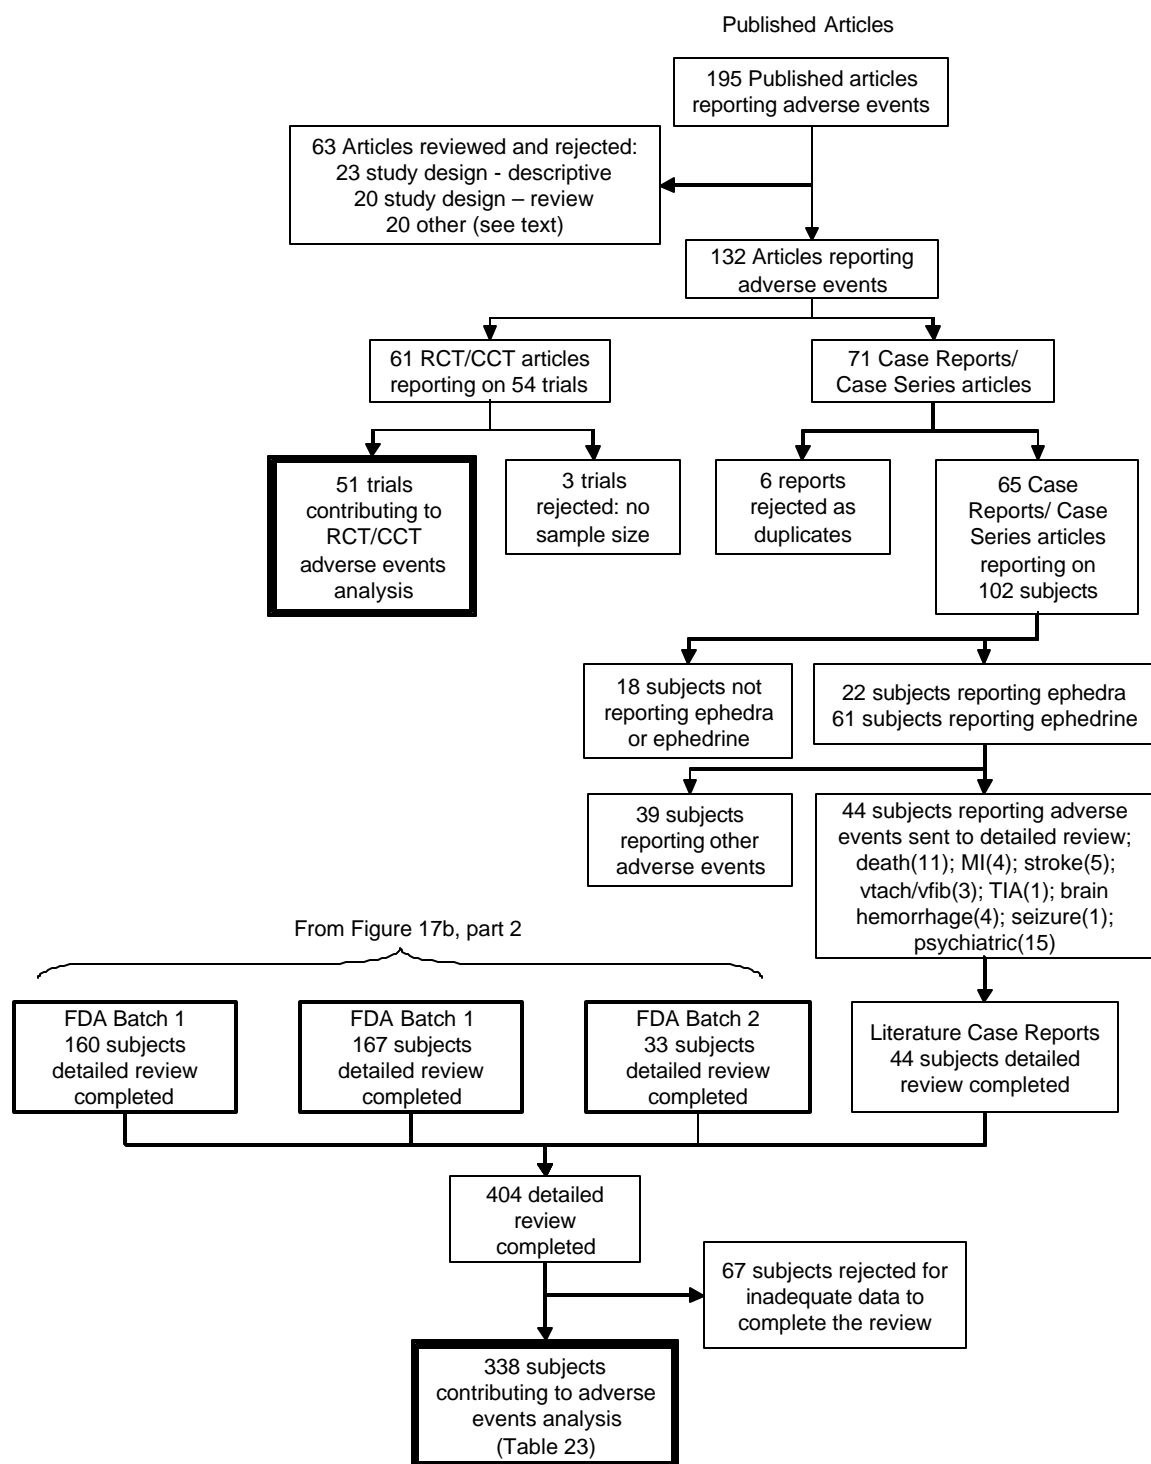 Published Articles
195 Published articles
reporting adverse events
63 Articles reviewed and rejected:
23 study design - descriptive
20 study design – review
20 other (see text)
132 Articles reporting
adverse events
61 RCT/CCT articles
reporting on 54 trials
71 Case Reports/
Case Series articles
51 trials
contributing to
RCT/CCT
adverse events
analysis
3 trials
rejected: no
sample size
6 reports
rejected as
duplicates
65 Case
Reports/ Case
Series articles
reporting on
102 subjects
18 subjects not
reporting ephedra
or ephedrine
22 subjects reporting ephedra
61 subjects reporting ephedrine
39 subjects
reporting other
adverse events
44 subjects reporting adverse
events sent to detailed review;
death(11); MI(4); stroke(5);
vtach/vfib(3); TIA(1); brain
hemorrhage(4); seizure(1);
psychiatric(15)
From Figure 17b, part 2
FDA Batch 1
160 subjects
detailed review
completed
FDA Batch 1
167 subjects
detailed review
completed
FDA Batch 2
33 subjects
detailed review
completed
Literature Case Reports
44 subjects detailed
review completed
404 detailed
review
completed
67 subjects rejected for
inadequate data to
complete the review
338 subjects
contributing to adverse
events analysis
(Table 23)